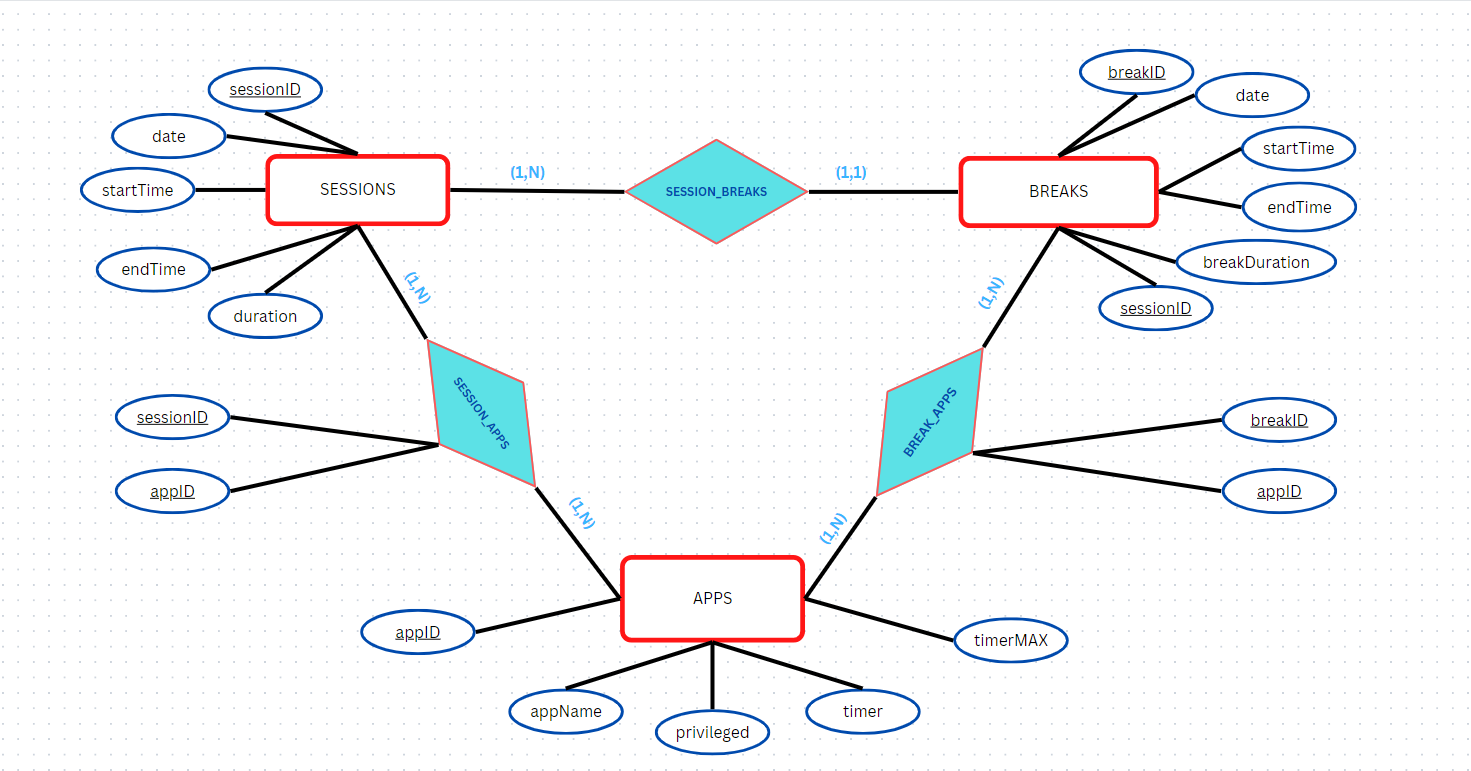 breakID
sessionID
date
date
startTime
startTime
(1,N)
(1,1)
SESSIONS
SESSION_BREAKS
BREAKS
endTime
endTime
breakDuration
(1,N)
(1,N)
duration
sessionID
SESSION_APPS
BREAK_APPS
sessionID
breakID
appID
appID
(1,N)
(1,N)
APPS
appID
timerMAX
appName
timer
privileged